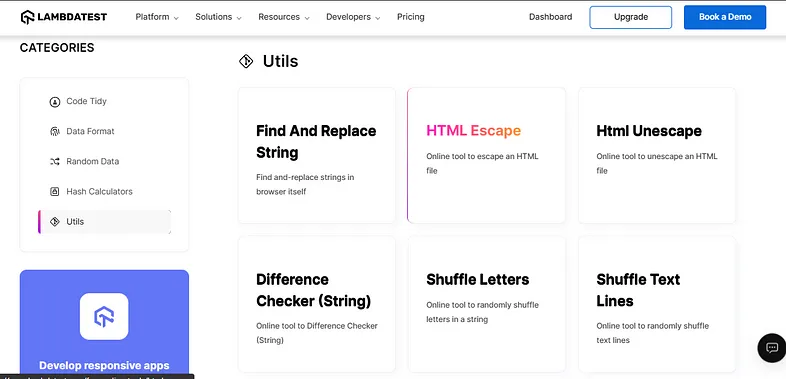 LAMBDATEST Platform Solutions Resources Developers Pricing Dashboard Upgrade Book a Demo
CATEGORIES
Code Tidy
Data Format
Random Data
Hash Calculators
Utils
Develop responsive apps
Utils
Find And Replace
String
Find and-replace strings in
browser itself
HTML Escape
Online tool to escape an HTML
file
Html Unescape
Online tool to unescape an HTML
file
Difference
Checker (String)
Online tool to Difference Checker
(String)
Shuffle Letters
Online tool to randomly shuffle
letters in a string
Shuffle Text
Lines
Online tool to randomly shuffle
text lines